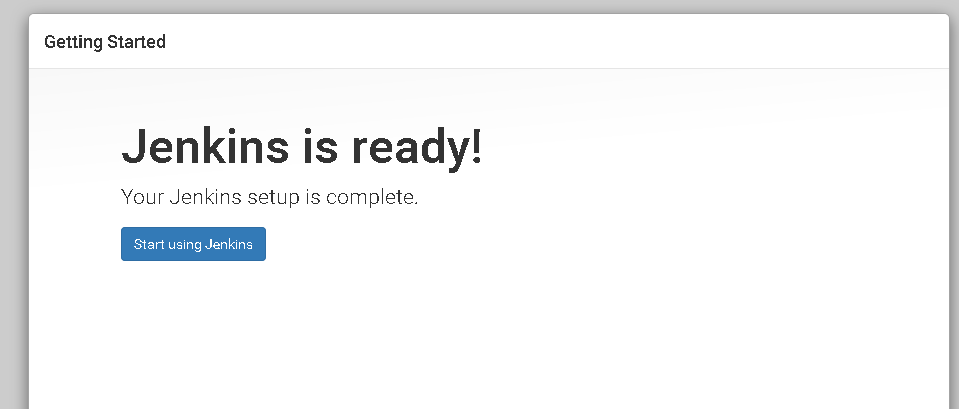 Getting Started
Jenkins is ready!
Your Jenkins setup is complete.
Start using Jenkins